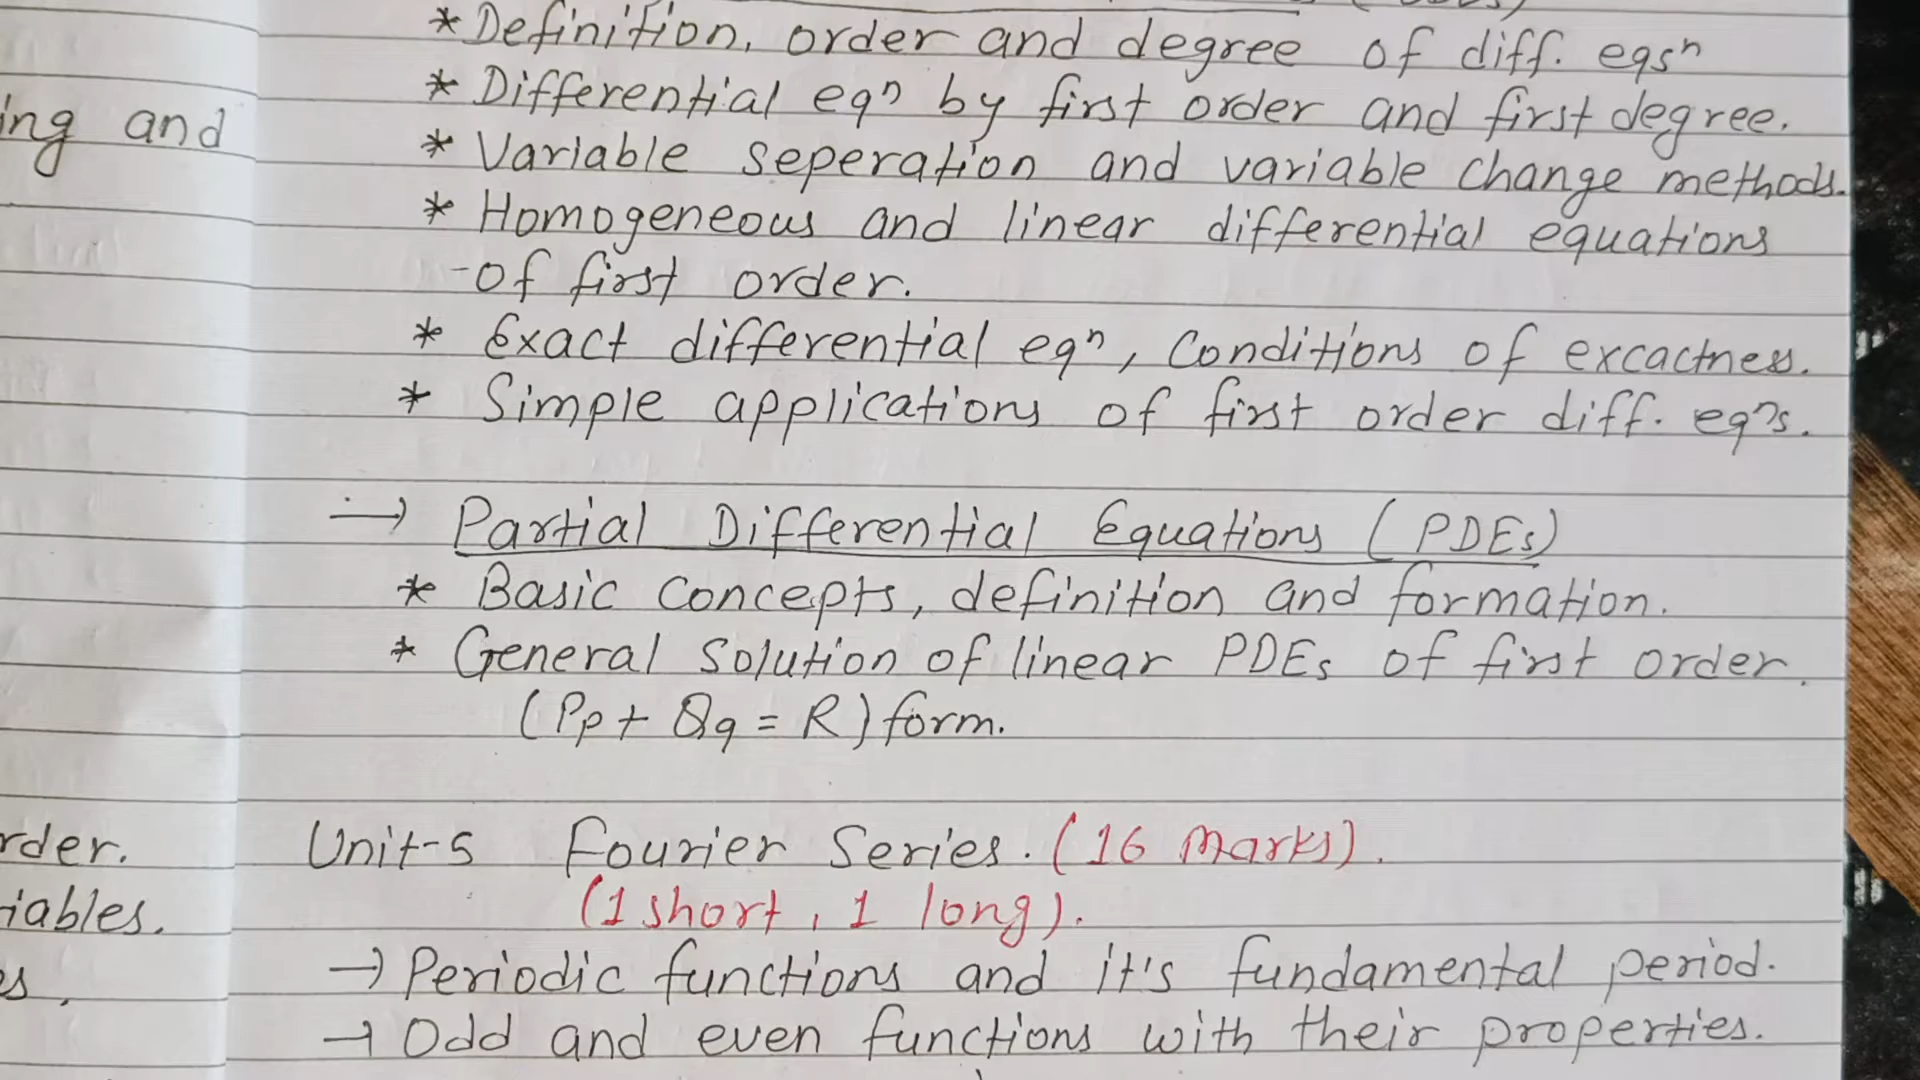 * Definition, order and degree of diff. eqsⁿ
* Differential eqⁿ by first order and first degree.
ing and
* Variable seperation and variable change methods.
* Homogeneous and linear differential equations
-of first order.
* Exact differential eqⁿ, Conditions of excactness.
* Simple applications of first order diff. eqⁿs.
→ Partial Differential Equations (PDEs)
* Basic Concepts, definition and formation.
* General Solution of linear PDEs of first order.
(Pp + Qq = R) form.
rder.
Unit-5 Fourier Series. (16 Marks).
iables.
(1 short, 1 long).
es,
→ Periodic functions and it's fundamental period.
→ Odd and even functions with their properties.